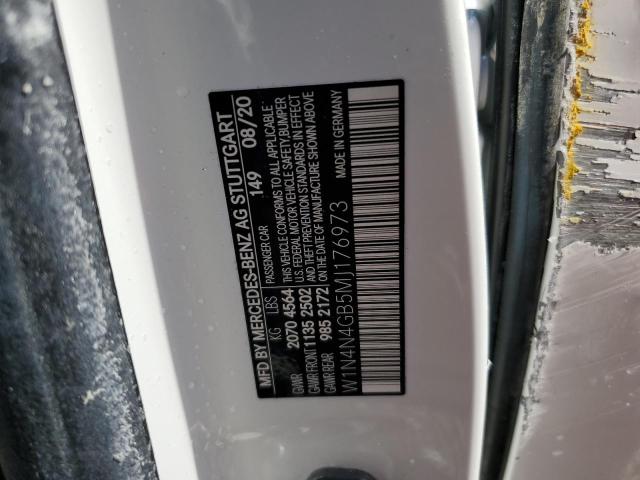 MFD BY MERCEDES-BENZ AG STUTTGART
KG LBS PASSENGER CAR 149 08/20
GVWR 2070 4564 THIS VEHICLE CONFORMS TO ALL APPLICABLE
GAWR FRONT 1135 2502 U.S. FEDERAL MOTOR VEHICLE SAFETY, BUMPER
GAWR REAR 985 2172 AND THEFT PREVENTION STANDARDS IN EFFECT
ON THE DATE OF MANUFACTURE SHOWN ABOVE
W1N4N4GB5MJ176973 MADE IN GERMANY